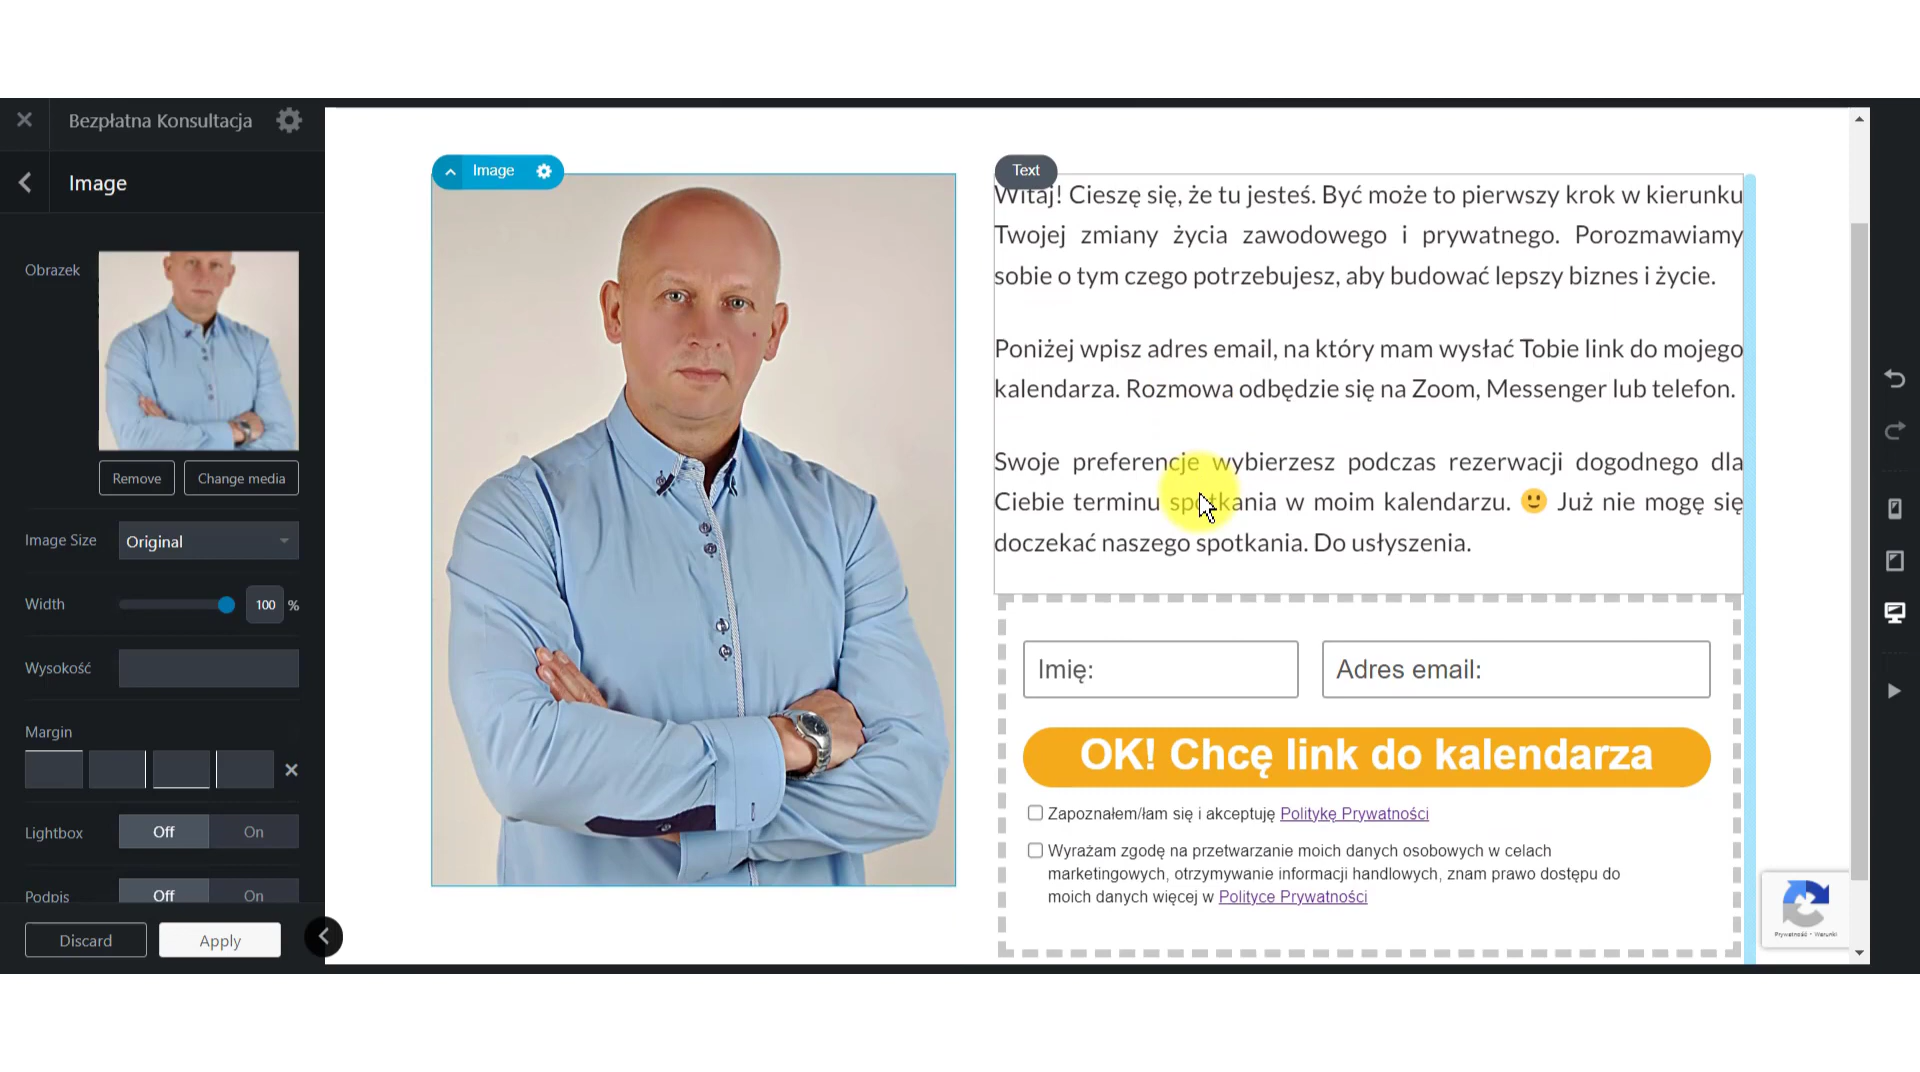 Bezpłatna Konsultacja
Image
Obrazek
Remove
Change media
Image Size
Original
Width
100
%
Wysokość
Margin
Lightbox
Off
On
Podpis
Off
On
Discard
Apply
Image
Text
Witaj! Cieszę się, że tu jesteś. Być może to pierwszy krok w kierunku
Twojej zmiany życia zawodowego i prywatnego. Porozmawiamy
sobie o tym czego potrzebujesz, aby budować lepszy biznes i życie.
Poniżej wpisz adres email, na który mam wysłać Tobie link do mojego
kalendarza. Rozmowa odbędzie się na Zoom, Messenger lub telefon.
Swoje preferencje wybierzesz podczas rezerwacji dogodnego dla
Ciebie terminu spotkania w moim kalendarzu. 🙂 Już nie mogę się
doczekać naszego spotkania. Do usłyszenia.
Imię:
Adres email:
OK! Chcę link do kalendarza
Zapoznałem/łam się i akceptuję Politykę Prywatności
Wyrażam zgodę na przetwarzanie moich danych osobowych w celach
marketingowych, otrzymywanie informacji handlowych, znam prawo dostępu do
moich danych więcej w Polityce Prywatności
Prywatność - Warunki